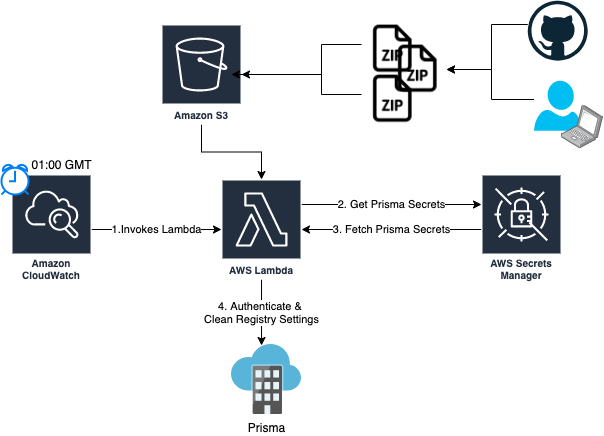 ZIP
ZIP
ZIP
Amazon S3
01:00 GMT
1.Invokes Lambda
2. Get Prisma Secrets
3. Fetch Prisma Secrets
Amazon
CloudWatch
AWS Lambda
AWS Secrets
Manager
4. Authenticate &
Clean Registry Settings
Prisma